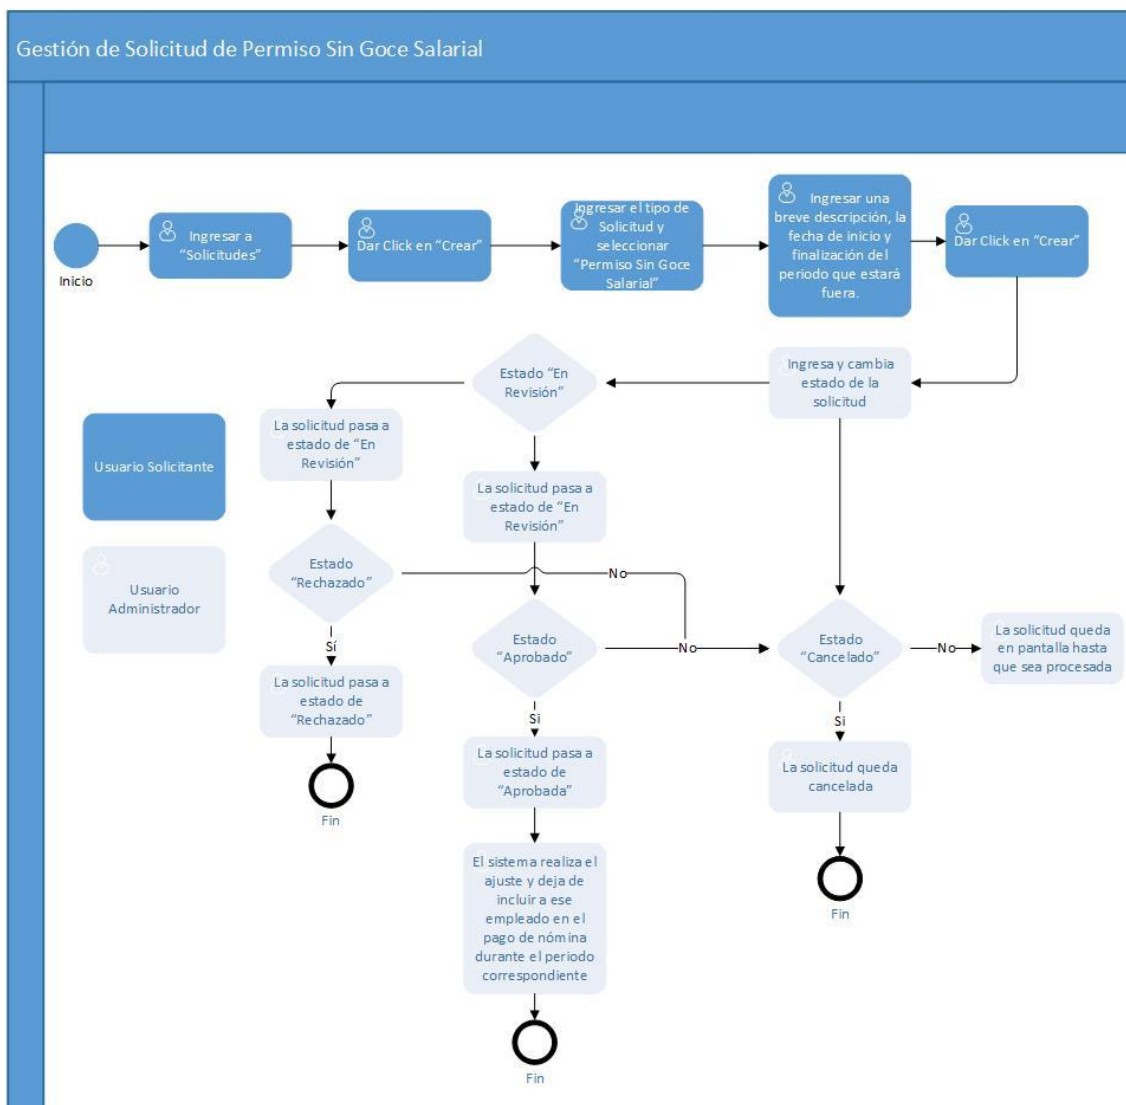 Gestión de Solicitud de Permiso Sin Goce Salarial
Inicio
Ingresar a
“Solicitudes”
Dar Click en “Crear”
Ingresar el tipo de
Solicitud y
seleccionar
“Permiso Sin Goce
Salarial”
Ingresar una
breve descripción, la
fecha de inicio y
finalización del
periodo que estará
fuera.
Dar Click en “Crear”
Ingresa y cambia
estado de la
solicitud
Estado “En
Revisión”
La solicitud pasa a
estado de “En
Revisión”
La solicitud pasa a
estado de “En
Revisión”
Usuario Solicitante
Usuario
Administrador
Estado
“Rechazado”
No
Sí
La solicitud pasa a
estado de
“Rechazado”
Fin
Estado
“Aprobado”
No
Si
La solicitud pasa a
estado de
“Aprobada”
El sistema realiza el
ajuste y deja de
incluir a ese
empleado en el
pago de nómina
durante el periodo
correspondiente
Fin
Estado
“Cancelado”
No
La solicitud queda
en pantalla hasta
que sea procesada
Si
La solicitud queda
cancelada
Fin